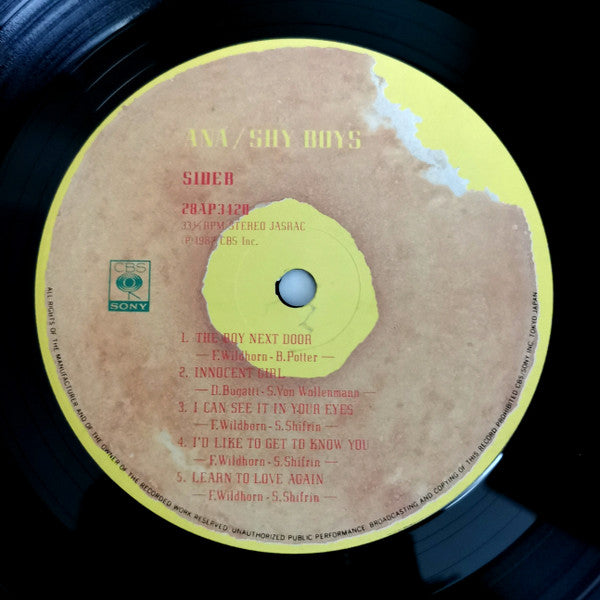 ANA / SHY BOYS
SIDE B
28AP3420
33⅓ RPM STEREO JASRAC
Ⓟ 1987 CBS Inc.
CBS
SONY
1. THE BOY NEXT DOOR
— F. Wildhorn - B. Potter —
2. INNOCENT GIRL
— D. Bugatti - S. Von Wollenmann —
3. I CAN SEE IT IN YOUR EYES
— F. Wildhorn - S. Shifrin —
4. I'D LIKE TO GET TO KNOW YOU
— F. Wildhorn - S. Shifrin —
5. LEARN TO LOVE AGAIN
— F. Wildhorn - S. Shifrin —
ALL RIGHTS OF THE MANUFACTURER AND OF THE OWNER OF THE RECORDED WORK RESERVED. UNAUTHORIZED PUBLIC PERFORMANCE, BROADCASTING AND COPYING OF THIS RECORD PROHIBITED CBS/SONY INC. TOKYO JAPAN